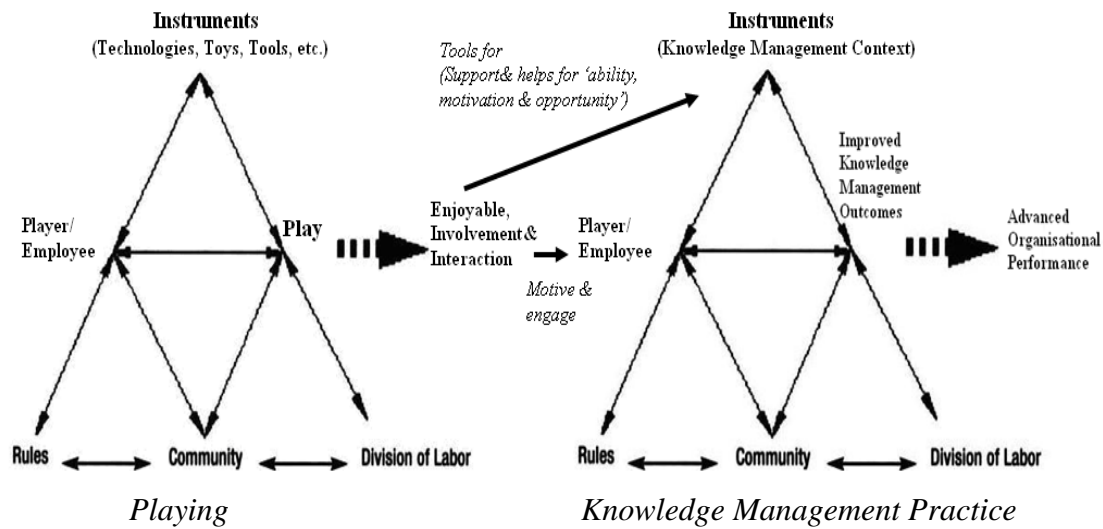 Instruments
(Technologies, Toys, Tools, etc.)
Tools for
(Support& helps for ‘ability,
motivation & opportunity’)
Instruments
(Knowledge Management Context)
Player/
Employee
Play
Enjoyable,
Involvement&
Interaction
Motive &
engage
Player/
Employee
Improved
Knowledge
Management
Outcomes
Advanced
Organisational
Performance
Rules
Community
Division of Labor
Rules
Community
Division of Labor
Playing
Knowledge Management Practice